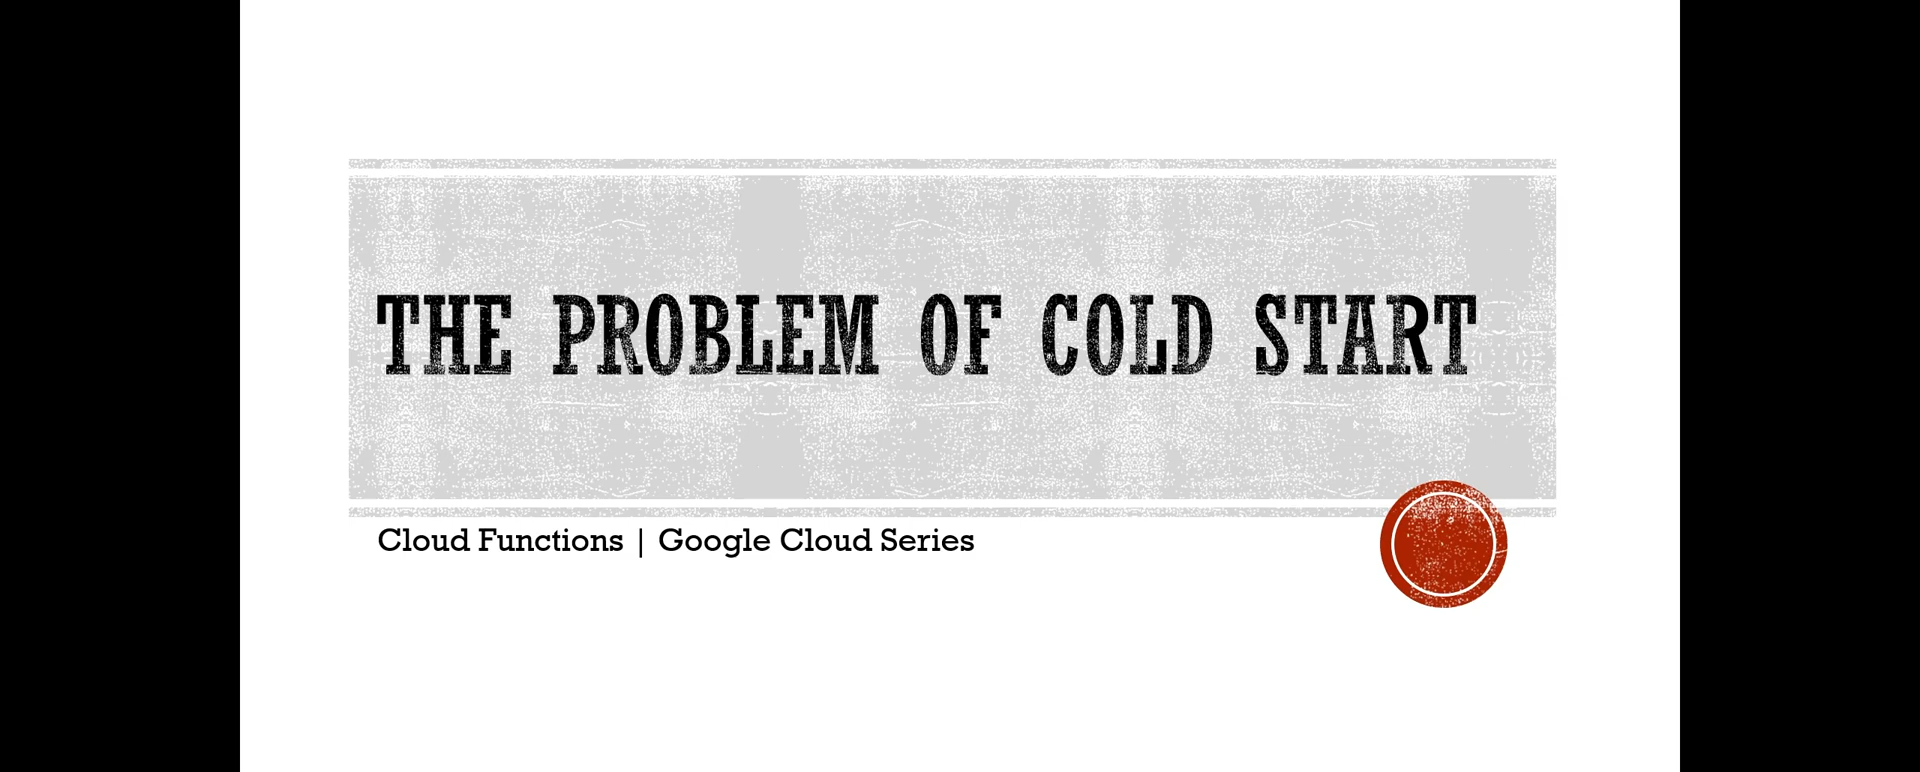 THE PROBLEM OF COLD START
Cloud Functions | Google Cloud Series